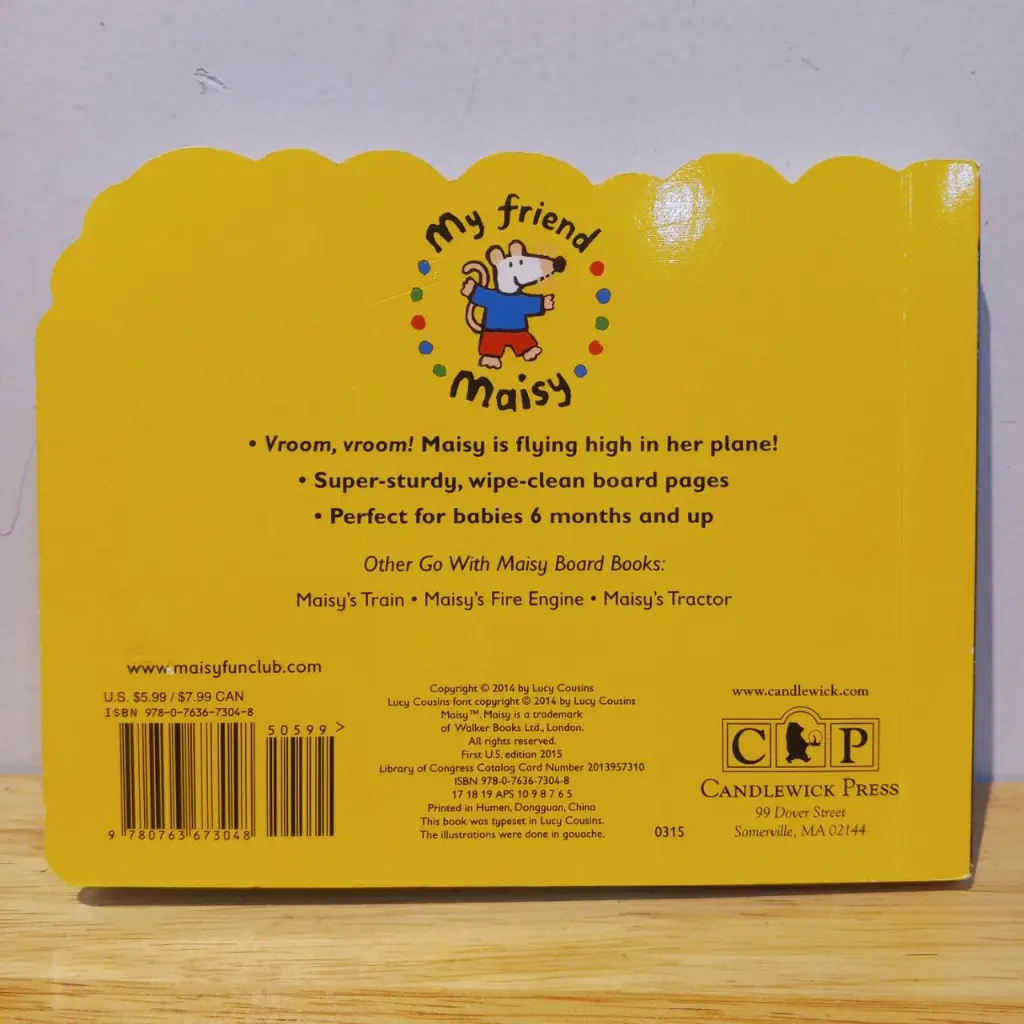 My friend
Maisy
• Vroom, vroom! Maisy is flying high in her plane!
• Super-sturdy, wipe-clean board pages
• Perfect for babies 6 months and up
Other Go With Maisy Board Books:
Maisy's Train • Maisy's Fire Engine • Maisy's Tractor
www.maisyfunclub.com
U.S. $5.99 / $7.99 CAN
ISBN 978-0-7636-7304-8
50599 >
9 780763 673048
Copyright © 2014 by Lucy Cousins
Lucy Cousins font copyright © 2014 by Lucy Cousins
Maisy™. Maisy is a trademark
of Walker Books Ltd., London.
All rights reserved.
First U.S. edition 2015
Library of Congress Catalog Card Number 2013957310
ISBN 978-0-7636-7304-8
17 18 19 APS 10 9 8 7 6 5
Printed in Humen, Dongguan, China
This book was typeset in Lucy Cousins.
The illustrations were done in gouache.
0315
www.candlewick.com
C P
CANDLEWICK PRESS
99 Dover Street
Somerville, MA 02144